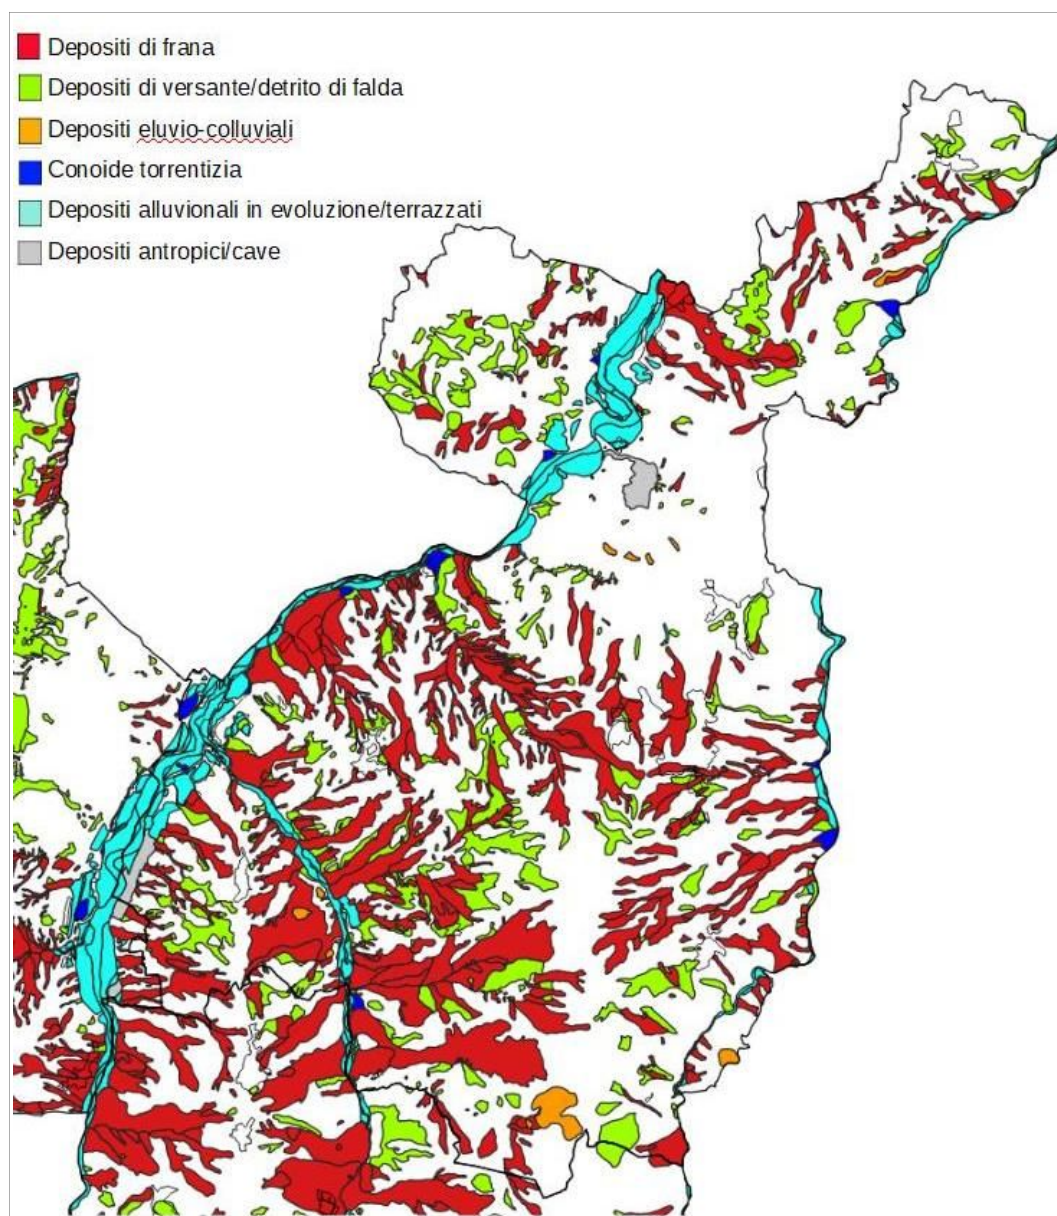 Depositi di frana
Depositi di versante/detrito di falda
Depositi eluvio-colluviali
Conoide torrentizia
Depositi alluvionali in evoluzione/terrazzati
Depositi antropici/cave